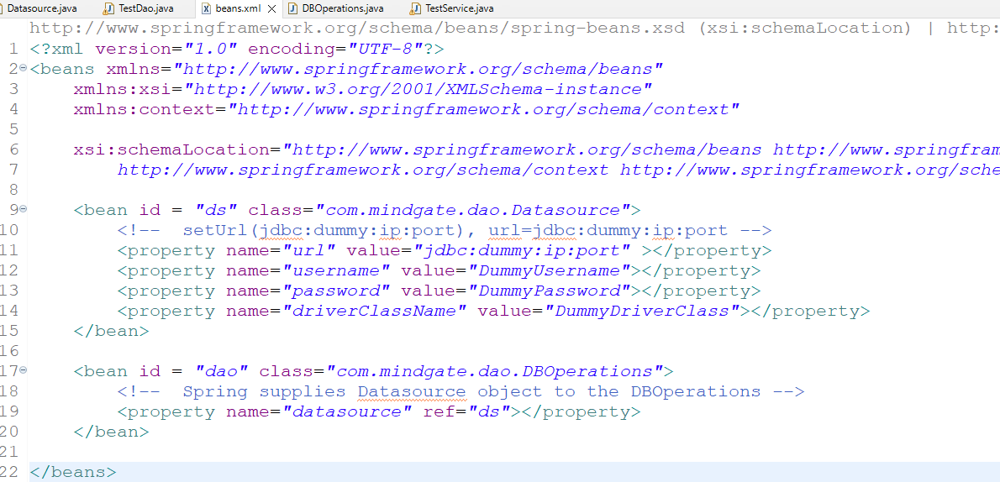 Datasource.java TestDao.java beans.xml DBOperations.java TestService.java
http://www.springframework.org/schema/beans/spring-beans.xsd (xsi:schemaLocation) | http:
1 <?xml version="1.0" encoding="UTF-8"?>
2 <beans xmlns="http://www.springframework.org/schema/beans"
3 xmlns:xsi="http://www.w3.org/2001/XMLSchema-instance"
4 xmlns:context="http://www.springframework.org/schema/context"
5
6 xsi:schemaLocation="http://www.springframework.org/schema/beans http://www.springfram
7 http://www.springframework.org/schema/context http://www.springframework.org/sche
8
9 <bean id = "ds" class="com.mindgate.dao.Datasource">
10 <!-- setUrl(jdbc:dummy:ip:port), url=jdbc:dummy:ip:port -->
11 <property name="url" value="jdbc:dummy:ip:port" ></property>
12 <property name="username" value="DummyUsername"></property>
13 <property name="password" value="DummyPassword"></property>
14 <property name="driverClassName" value="DummyDriverClass"></property>
15 </bean>
16
17 <bean id = "dao" class="com.mindgate.dao.DBOperations">
18 <!-- Spring supplies Datasource object to the DBOperations -->
19 <property name="datasource" ref="ds"></property>
20 </bean>
21
22 </beans>